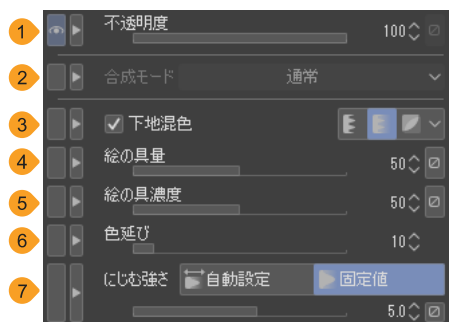 1 不透明度 100
2 合成モード 通常
3 下地混色
4 絵の具量 50
5 絵の具濃度 50
6 色延び 10
7 にじむ強さ 自動設定 固定値
5.0